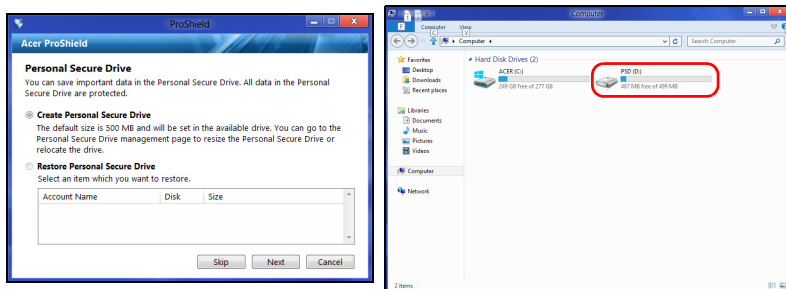 ProShield
Acer ProShield
Personal Secure Drive
You can save important data in the Personal Secure Drive. All data in the Personal
Secure Drive are protected.
Create Personal Secure Drive
The default size is 500 MB and will be set in the available drive. You can go to the
Personal Secure Drive management page to resize the Personal Secure Drive or
relocate the drive.
Restore Personal Secure Drive
Select an item which you want to restore.
Account Name Disk Size
Skip Next Cancel
Computer
F Computer View
C V
Computer
Search Computer
Favorites
Desktop
Downloads
Recent places
Libraries
Documents
Music
Pictures
Videos
Computer
Network
Hard Disk Drives (2)
ACER (C:)
249 GB free of 277 GB
PSD (D:)
467 MB free of 499 MB
2 items